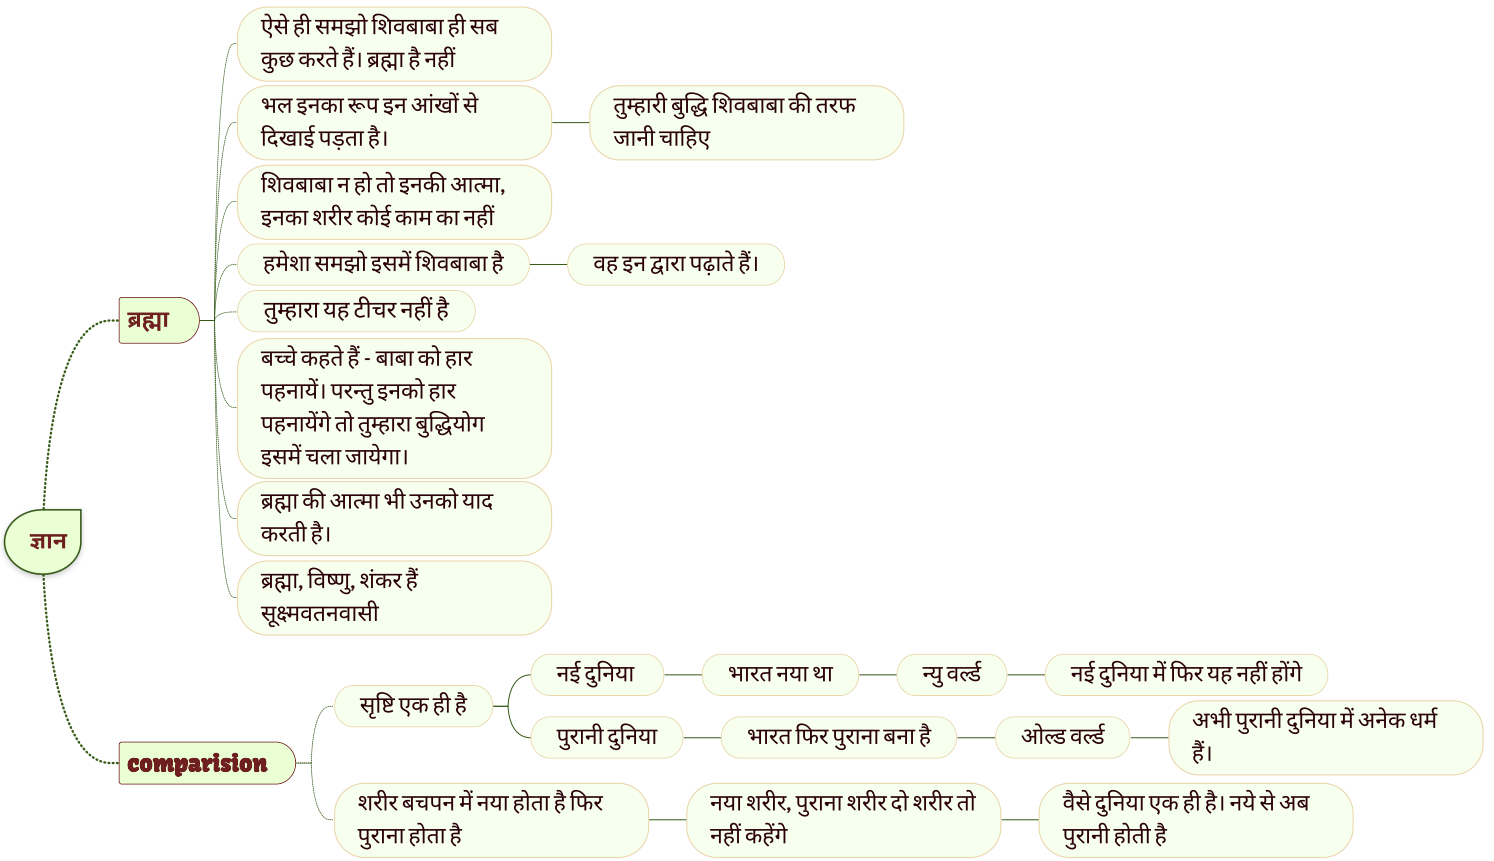 ऐसे ही समझो शिवबाबा ही सब
कुछ करते हैं। ब्रह्मा है नहीं
भल इनका रूप इन आंखों से
दिखाई पड़ता है।
तुम्हारी बुद्धि शिवबाबा की तरफ
जानी चाहिए
शिवबाबा न हो तो इनकी आत्मा,
इनका शरीर कोई काम का नहीं
हमेशा समझो इसमें शिवबाबा है
वह इन द्वारा पढ़ाते हैं।
तुम्हारा यह टीचर नहीं है
ब्रह्मा
बच्चे कहते हैं - बाबा को हार
पहनायें। परन्तु इनको हार
पहनायेंगे तो तुम्हारा बुद्धियोग
इसमें चला जायेगा।
ब्रह्मा की आत्मा भी उनको याद
करती है।
ज्ञान
ब्रह्मा, विष्णु, शंकर हैं
सूक्ष्मवतनवासी
नई दुनिया
भारत नया था
न्यु वर्ल्ड
नई दुनिया में फिर यह नहीं होंगे
सृष्टि एक ही है
पुरानी दुनिया
भारत फिर पुराना बना है
ओल्ड वर्ल्ड
अभी पुरानी दुनिया में अनेक धर्म
हैं।
comparision
शरीर बचपन में नया होता है फिर
पुराना होता है
नया शरीर, पुराना शरीर दो शरीर तो
नहीं कहेंगे
वैसे दुनिया एक ही है। नये से अब
पुरानी होती है